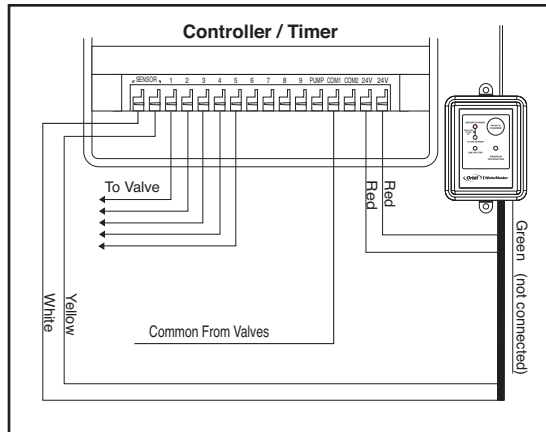 Controller / Timer
SENSOR 1 2 3 4 5 6 7 8 9 PUMP COM1 COM2 24V 24V
To Valve
Red
Red
Orbit | WaterMaster
Green (not connected)
White
Yellow
Common From Valves